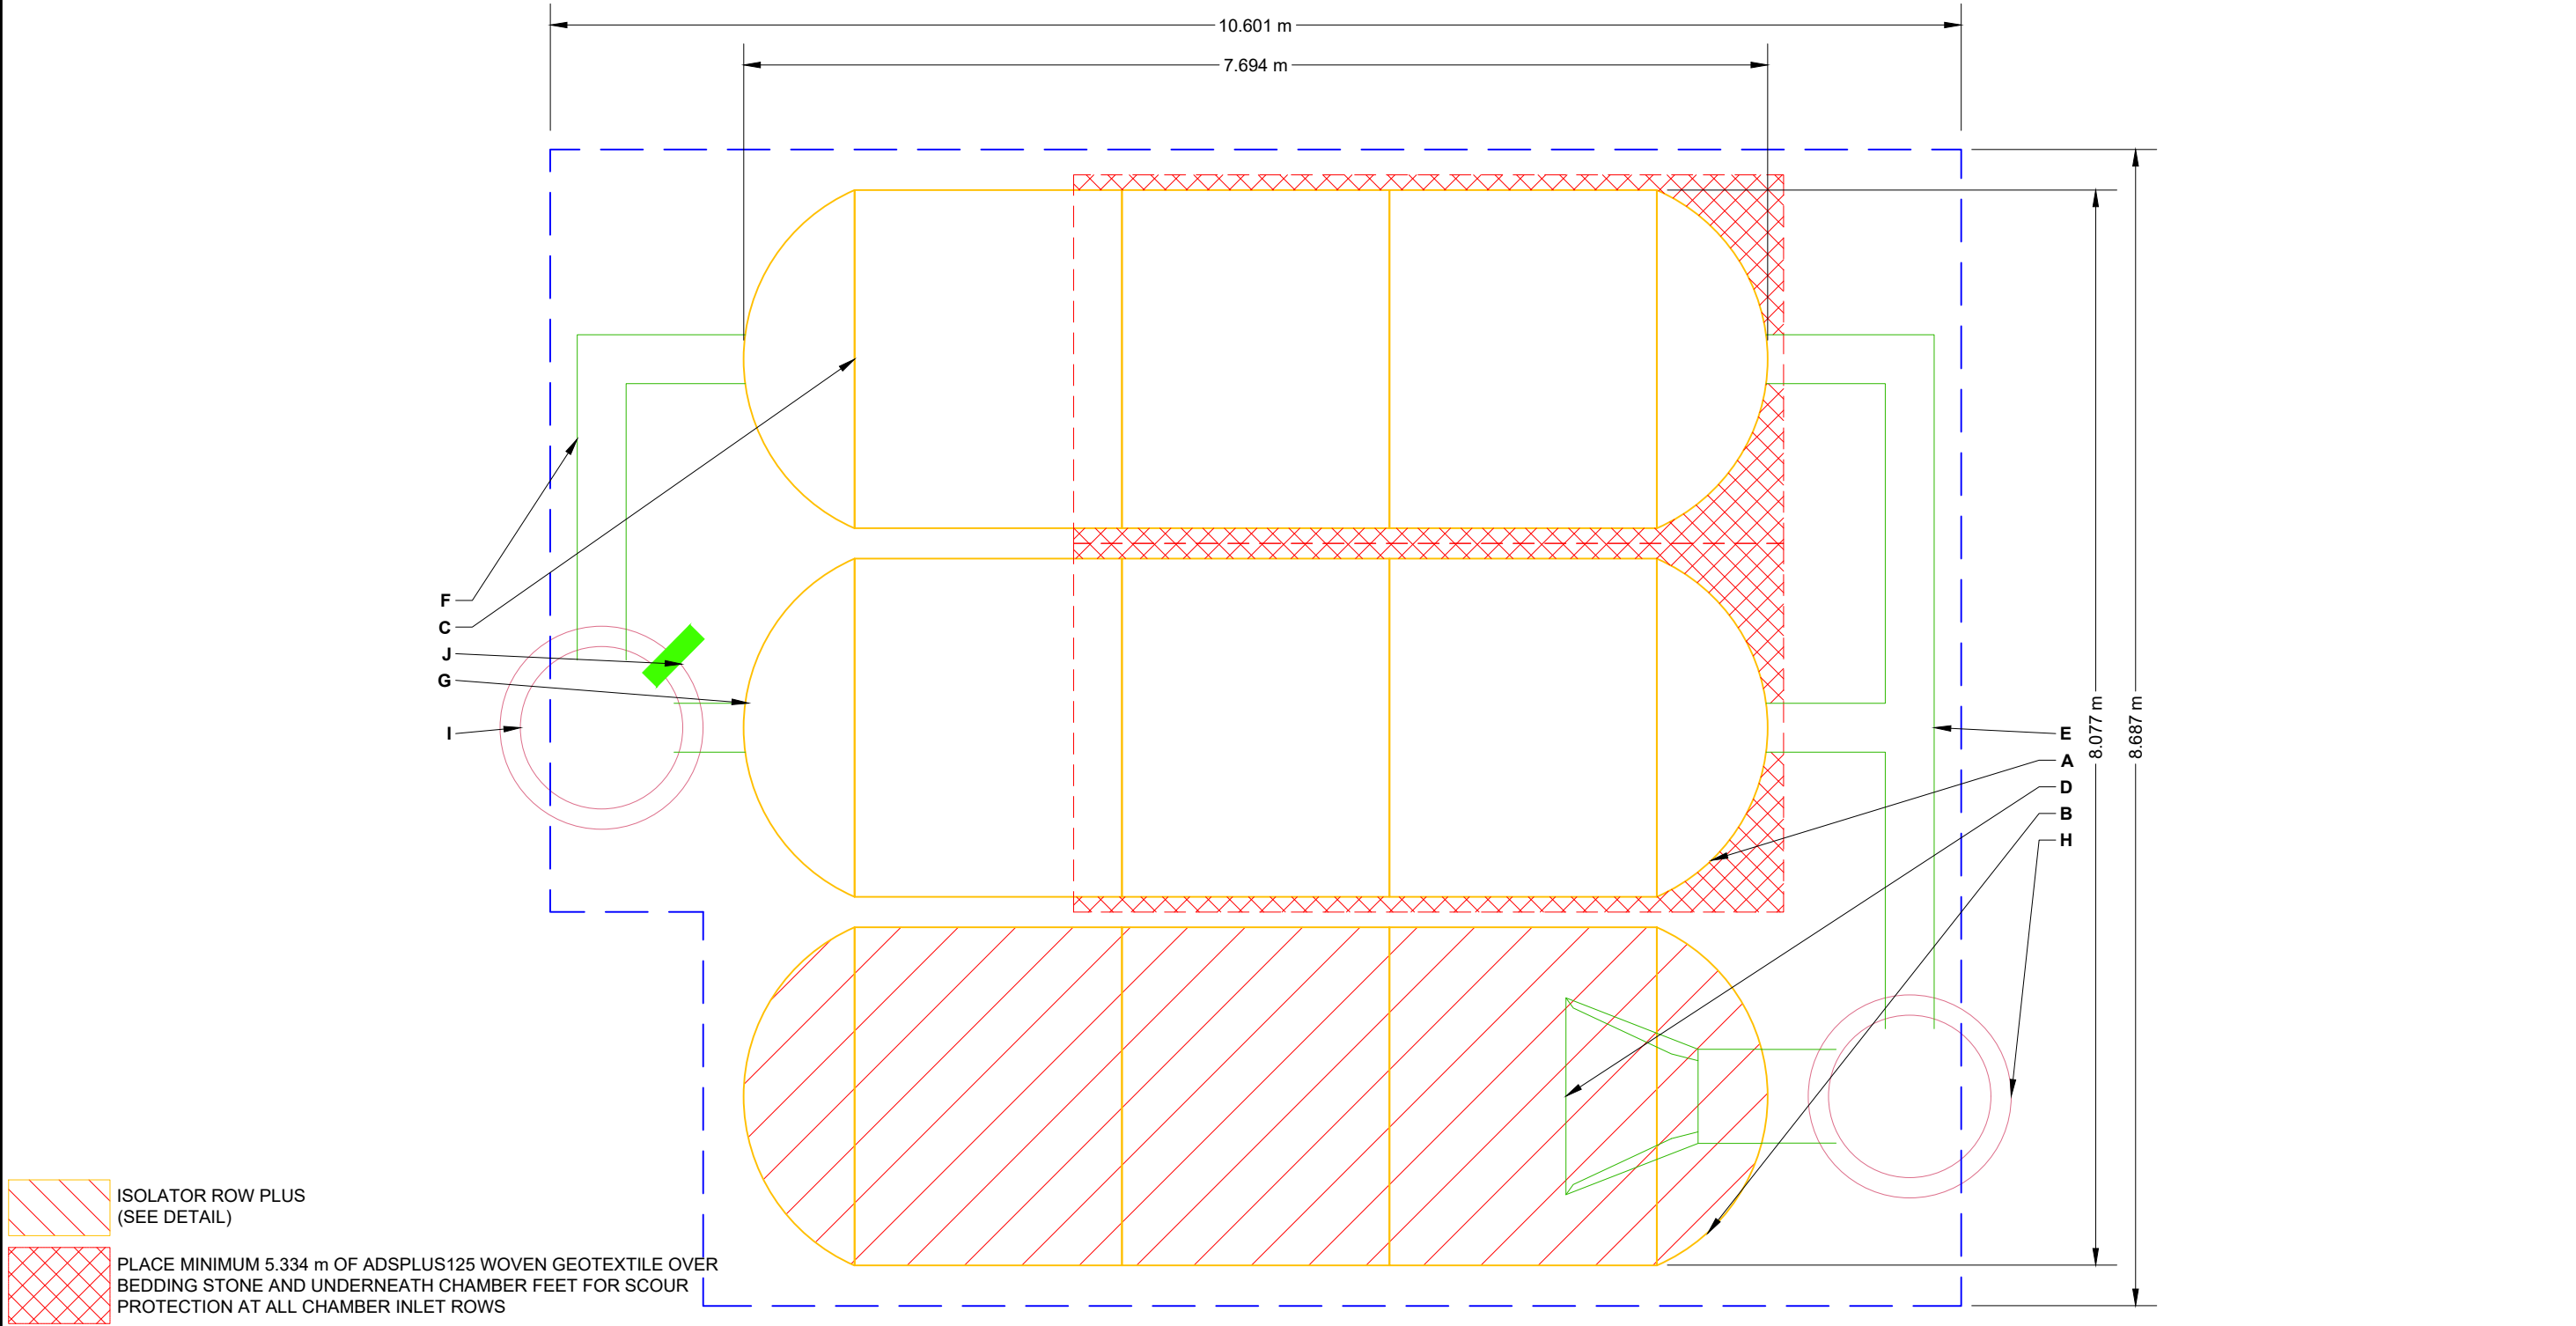 10.601 m
7.694 m
F
C
J
G
I
E
A
D
B
H
8.077 m
8.687 m
ISOLATOR ROW PLUS
(SEE DETAIL)
PLACE MINIMUM 5.334 m OF ADSPLUS125 WOVEN GEOTEXTILE OVER
BEDDING STONE AND UNDERNEATH CHAMBER FEET FOR SCOUR
PROTECTION AT ALL CHAMBER INLET ROWS